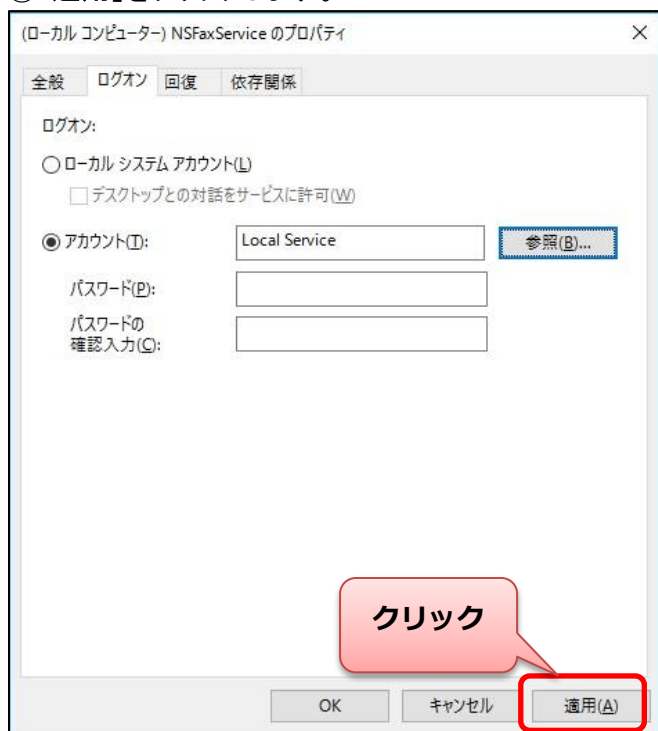 (ローカル コンピューター) NSFaxService のプロパティ
全般 ログオン 回復 依存関係
ログオン:
ローカル システム アカウント(L)
デスクトップとの対話をサービスに許可(W)
アカウント(T): Local Service 参照(B)...
パスワード(P):
パスワードの
確認入力(C):
クリック
OK キャンセル 適用(A)